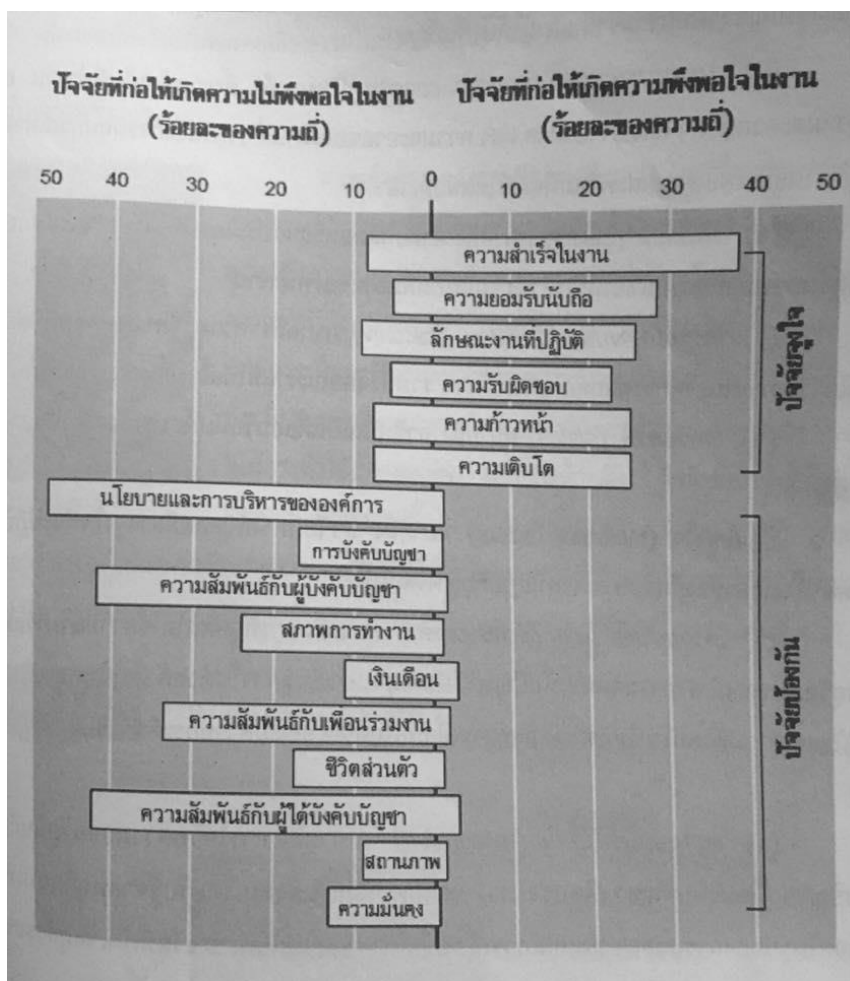 ปัจจัยที่ก่อให้เกิดความไม่พึงพอใจในงาน
(ร้อยละของความถี่)
ปัจจัยที่ก่อให้เกิดความพึงพอใจในงาน
(ร้อยละของความถี่)
50 40 30 20 10 0 10 20 30 40 50
ความสำเร็จในงาน
ความยอมรับนับถือ
ลักษณะงานที่ปฏิบัติ
ความรับผิดชอบ
ความก้าวหน้า
ความเติบโต
ปัจจัยจูงใจ
นโยบายและการบริหารขององค์การ
การบังคับบัญชา
ความสัมพันธ์กับผู้บังคับบัญชา
สภาพการทำงาน
เงินเดือน
ความสัมพันธ์กับเพื่อนร่วมงาน
ชีวิตส่วนตัว
ความสัมพันธ์กับผู้ใต้บังคับบัญชา
สถานภาพ
ความมั่นคง
ปัจจัยป้องกัน